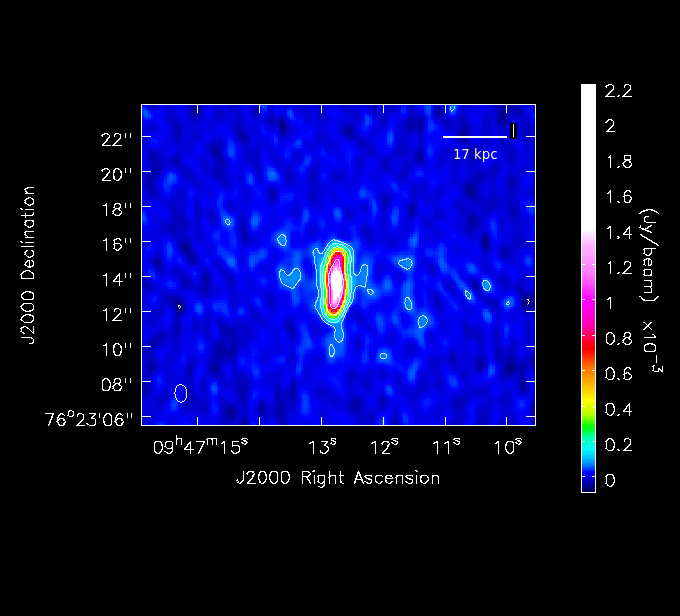 22''
20''
18''
16''
14''
12''
10''
08''
76°23'06''
J2000 Declination
09ʰ47ᵐ15ˢ
13ˢ
12ˢ
11ˢ
10ˢ
J2000 Right Ascension
I
17 kpc
2.2
2
1.8
1.6
1.4
1.2
1
0.8
0.6
0.4
0.2
0
(Jy/beam) ×10⁻³